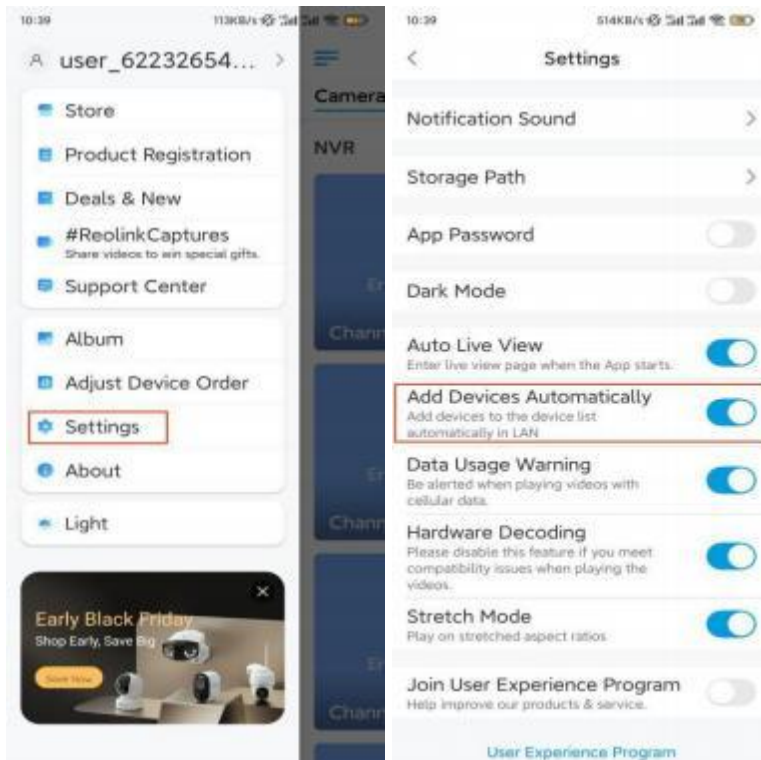 10:39
113KB/s
user_62232654...
Store
Product Registration
Deals & New
#ReolinkCaptures
Share videos to win special gifts.
Support Center
Album
Adjust Device Order
Settings
About
Light
Early Black Friday
Shop Early, Save Big
Camera
NVR
Chann
Chann
Chann
10:39
514KB/s
Settings
Notification Sound
Storage Path
App Password
Dark Mode
Auto Live View
Enter live view page when the App starts.
Add Devices Automatically
Add devices to the device list
automatically in LAN
Data Usage Warning
Be alerted when playing videos with
cellular data.
Hardware Decoding
Please disable this feature if you meet
compatibility issues when playing the
videos.
Stretch Mode
Play on stretched aspect ratios
Join User Experience Program
Help improve our products & service.
User Experience Program